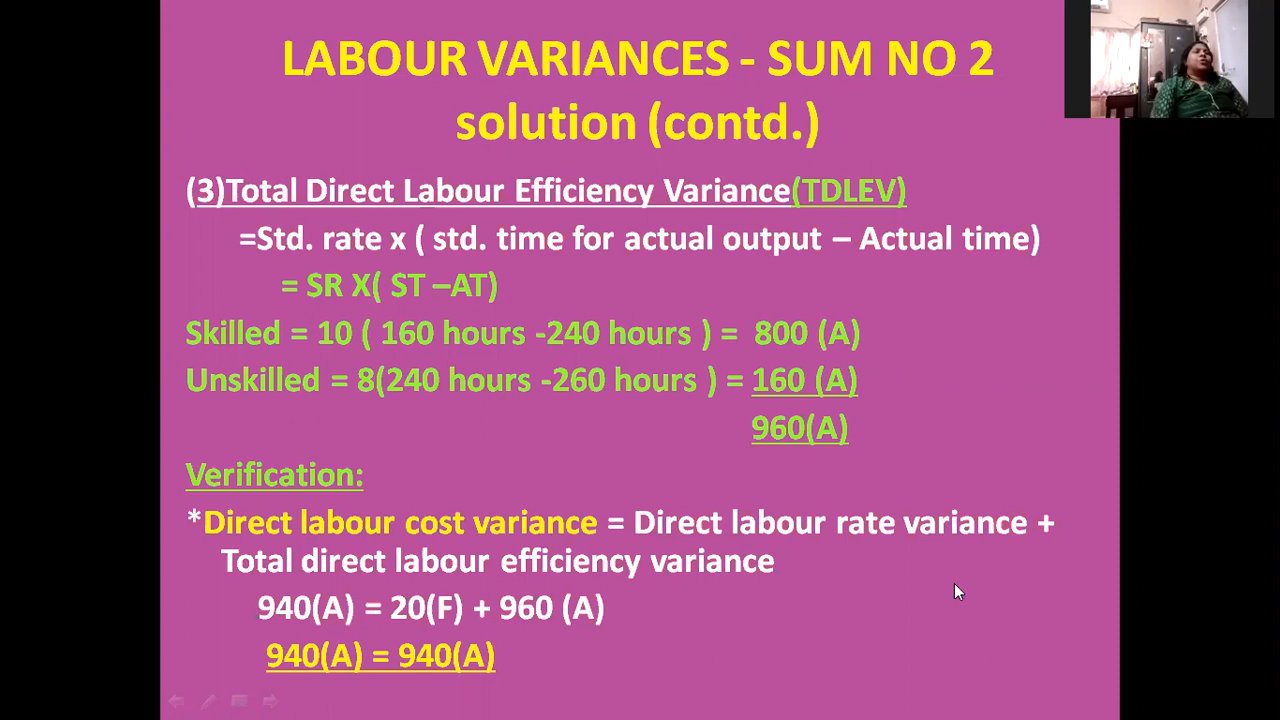 LABOUR VARIANCES - SUM NO 2
solution (contd.)
(3)Total Direct Labour Efficiency Variance(TDLEV)
=Std. rate x ( std. time for actual output – Actual time)
= SR X( ST –AT)
Skilled = 10 ( 160 hours -240 hours ) = 800 (A)
Unskilled = 8(240 hours -260 hours ) = 160 (A)
960(A)
Verification:
*Direct labour cost variance = Direct labour rate variance +
Total direct labour efficiency variance
940(A) = 20(F) + 960 (A)
940(A) = 940(A)